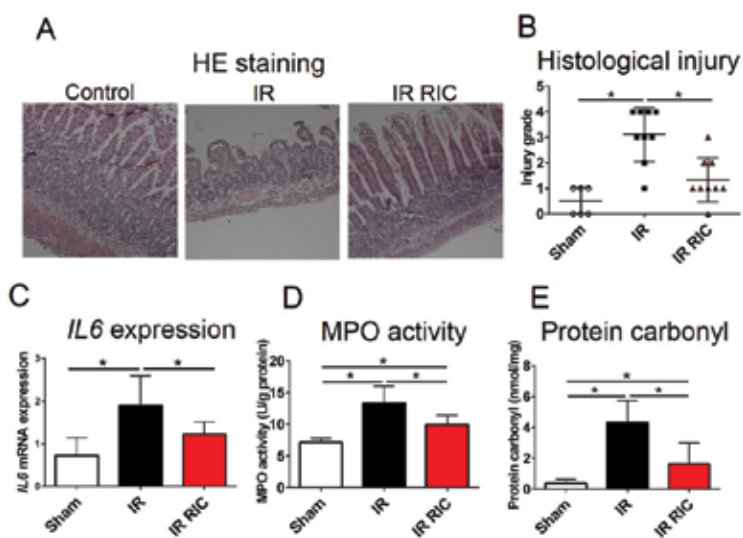 A
HE staining
Control
IR
IR RIC
B
Histological injury
Injury grade
5
4
3
2
1
0
*
*
Sham
IR
IR RIC
C
IL6 expression
IL6 mRNA expression
3
2
1
0
*
*
Sham
IR
IR RIC
D
MPO activity
MPO activity (U/g protein)
20
15
10
5
0
*
*
*
Sham
IR
IR RIC
E
Protein carbonyl
Protein carbonyl (nmol/mg)
8
6
4
2
0
*
*
*
Sham
IR
IR RIC